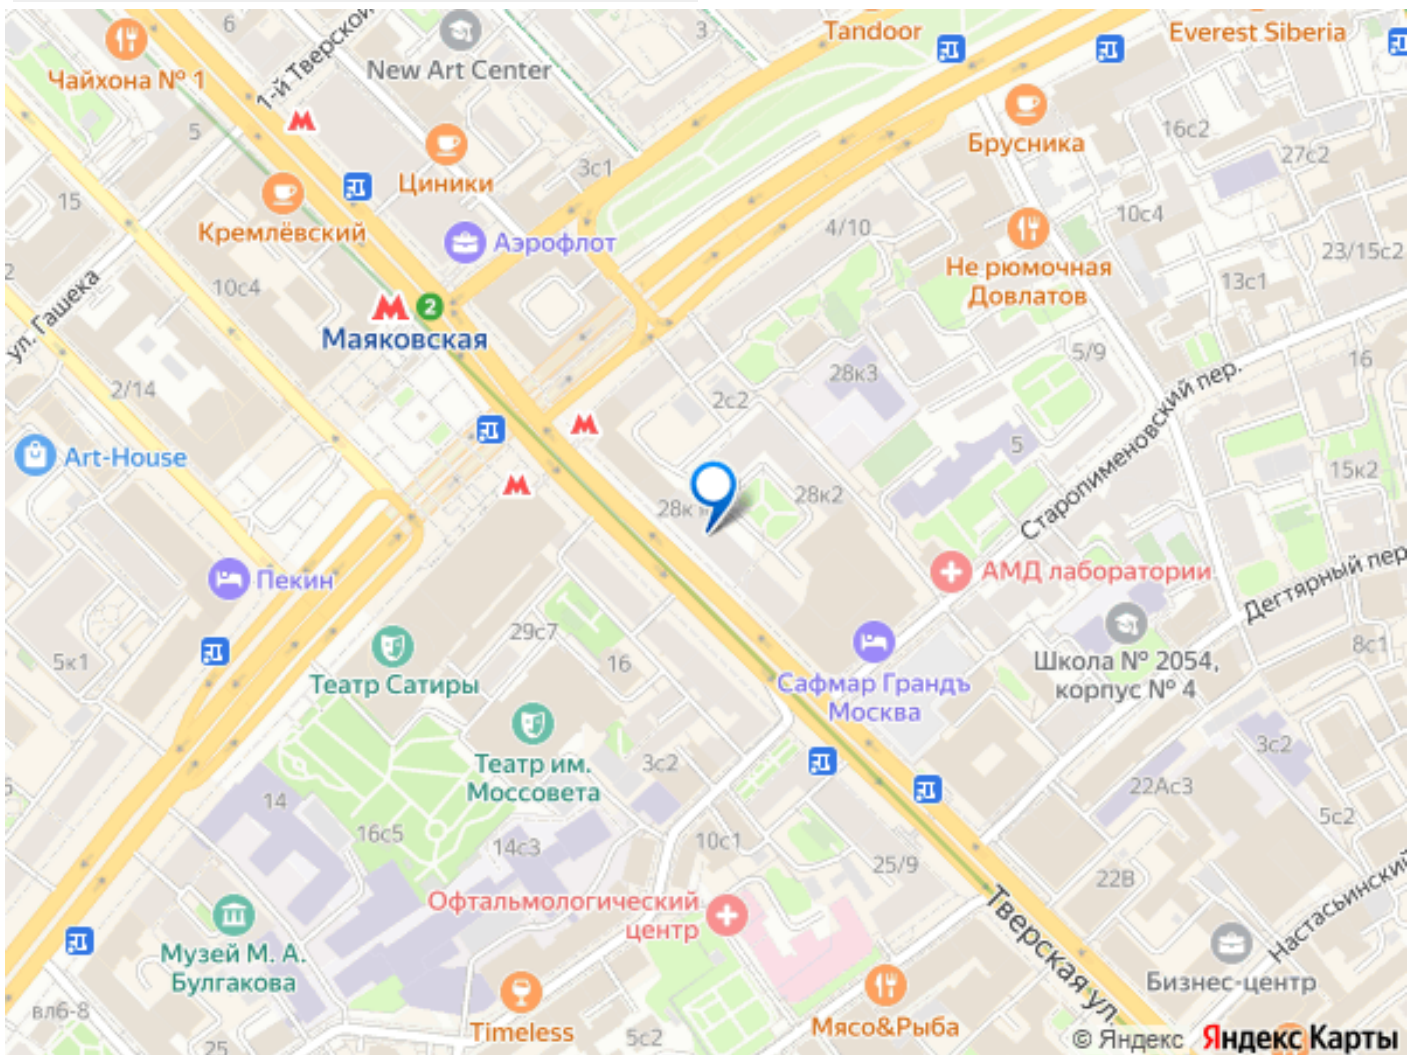 6
3
Tandoor
Everest Siberia
Чайхона № 1
1-й Тверской
New Art Center
5
Циники
3с1
Брусника
16с2
27с2
15
Кремлёвский
Аэрофлот
4/10
10с4
23/15с2
2
ул. Гашека
10с4
Не рюмочная
Довлатов
13с1
2
Маяковская
5/9
16
2/14
28к3
2с2
Старопименовский пер.
Art-House
5
15к2
28к2
28к
Пекин
АМД лаборатории
Дегтярный пер
5к1
29с7
16
Театр Сатиры
Сафмар Грандъ
Москва
Школа № 2054,
корпус № 4
8с1
Театр им.
Моссовета
3с2
3с2
22Ас3
14
16с5
14с3
10с1
25/9
5с2
22В
Офтальмологический
центр
Тверская ул.
Настасьинский
Музей М. А.
Булгакова
Бизнес-центр
вл6-8
Timeless
Мясо&Рыба
25
5с2
© Яндекс Яндекс Карты